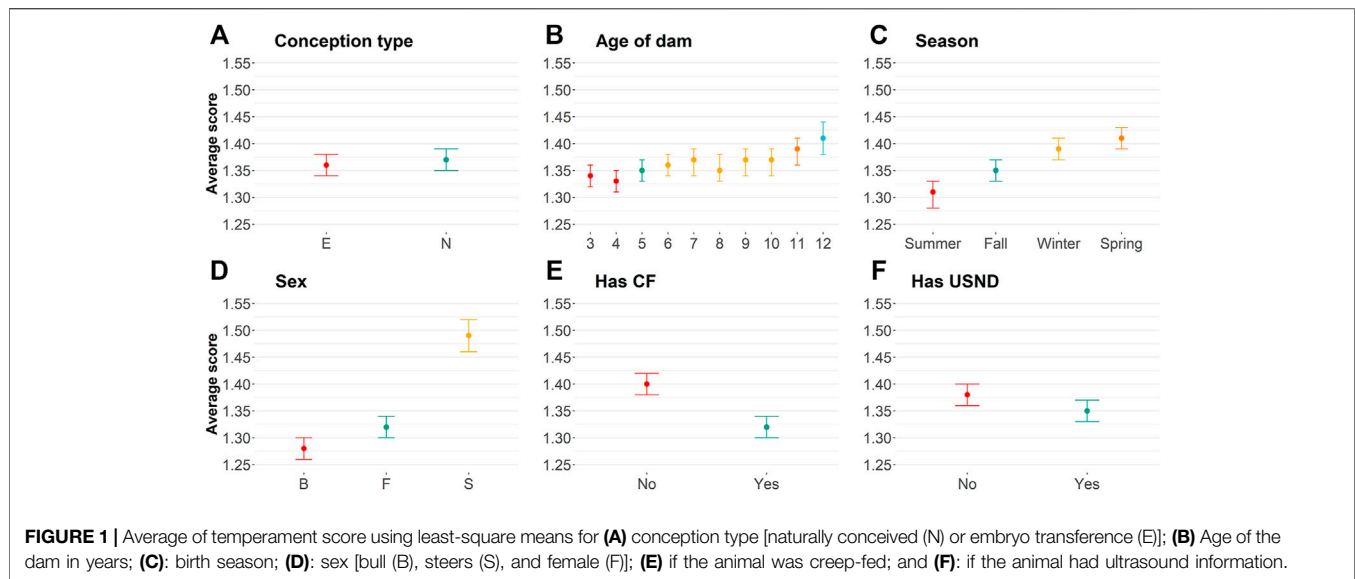 A Conception type
1.55
1.50
1.45
1.40
1.35
1.30
1.25
Average score
E N
B Age of dam
1.55
1.50
1.45
1.40
1.35
1.30
1.25
3 4 5 6 7 8 9 10 11 12
C Season
1.55
1.50
1.45
1.40
1.35
1.30
1.25
Summer Fall Winter Spring
D Sex
1.55
1.50
1.45
1.40
1.35
1.30
1.25
Average score
B F S
E Has CF
1.55
1.50
1.45
1.40
1.35
1.30
1.25
No Yes
F Has USND
1.55
1.50
1.45
1.40
1.35
1.30
1.25
No Yes
FIGURE 1 | Average of temperament score using least-square means for (A) conception type [naturally conceived (N) or embryo transference (E)]; (B) Age of the
dam in years; (C): birth season; (D): sex [bull (B), steers (S), and female (F)]; (E) if the animal was creep-fed; and (F): if the animal had ultrasound information.